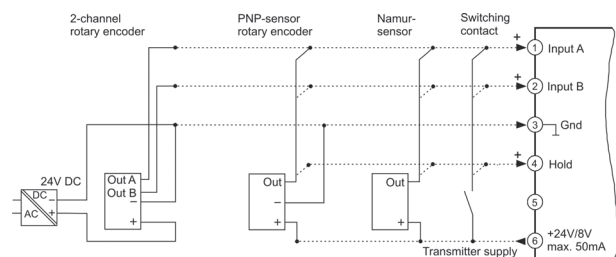 2-channel
rotary encoder
PNP-sensor
rotary encoder
Namur-
sensor
Switching
contact
+
1
Input A
+
2
Input B
3
Gnd
+
4
Hold
5
6
+24V/8V
max. 50mA
Transmitter supply
24V DC
DC
−
AC
+
Out A
Out B
−
+
Out
−
+
Out
+